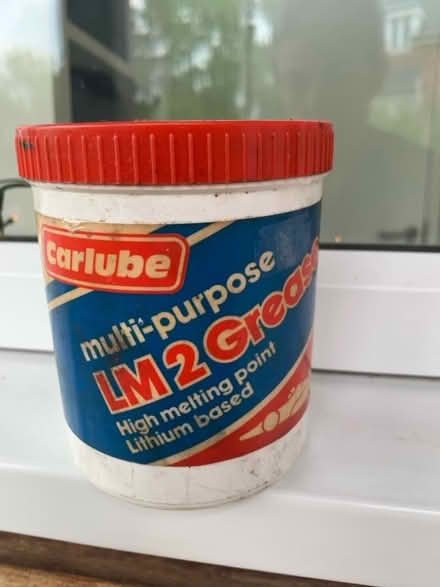 carlube
multi-purpose
LM 2 Grease
High melting point
Lithium based